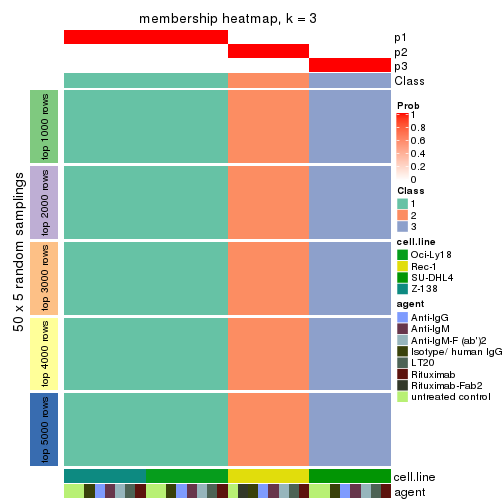 membership heatmap, k = 3
p1
p2
p3
Class
50 x 5 random samplings
top 1000 rows
top 2000 rows
top 3000 rows
top 4000 rows
top 5000 rows
cell.line
agent
Prob
1
0.8
0.6
0.4
0.2
0
Class
1
2
3
cell.line
Oci-Ly18
Rec-1
SU-DHL4
Z-138
agent
Anti-IgG
Anti-IgM
Anti-IgM-F (ab')2
Isotype/ human IgG
LT20
Rituximab
Rituximab-Fab2
untreated control